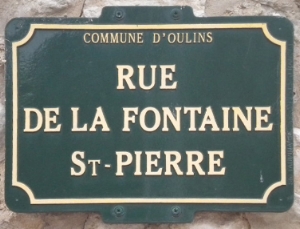 COMMUNE D'OULINS
RUE
DE LA FONTAINE
ST-PIERRE